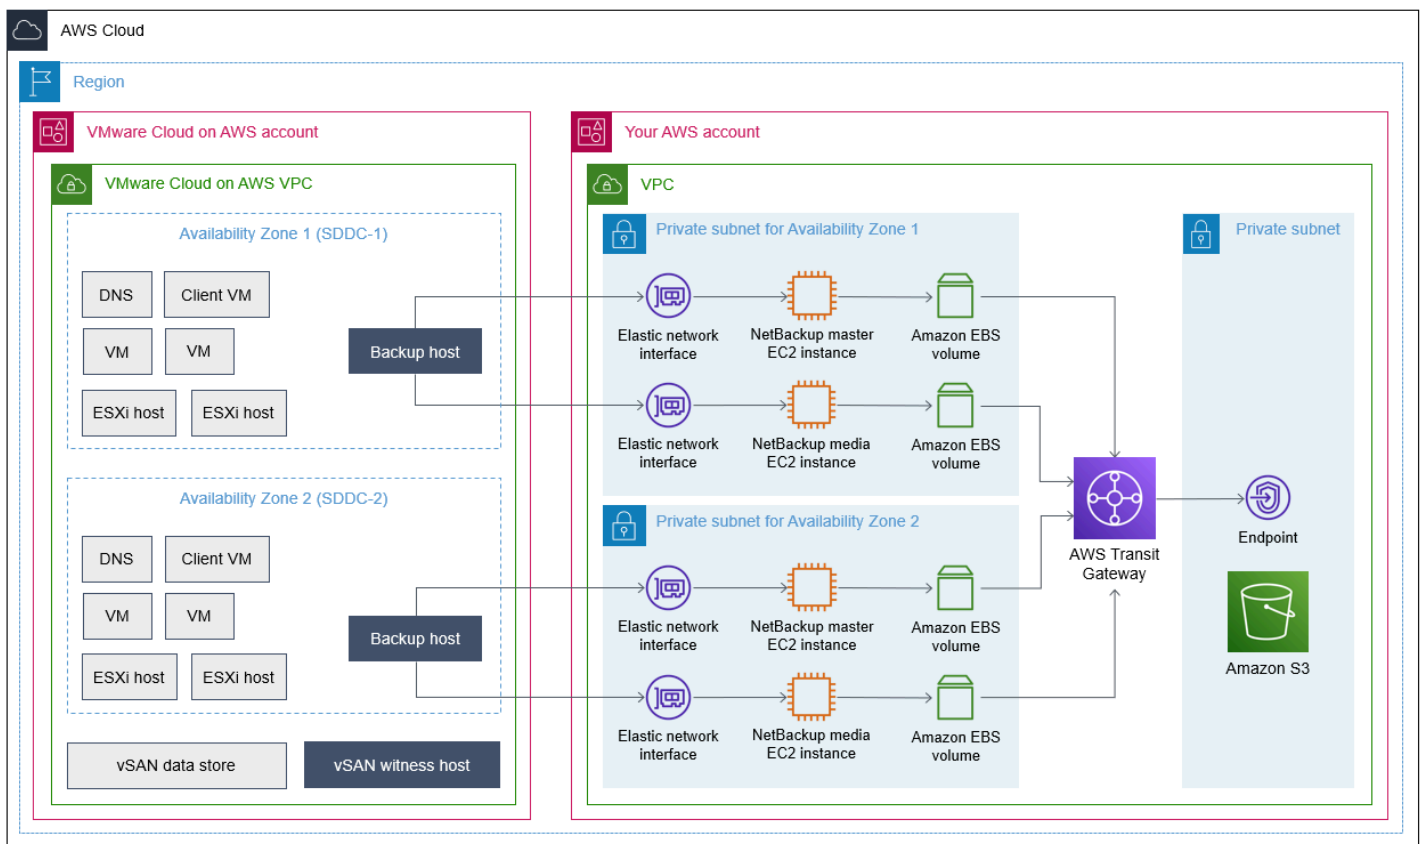 AWS Cloud
Region
VMware Cloud on AWS account
VMware Cloud on AWS VPC
Availability Zone 1 (SDDC-1)
DNS
Client VM
VM
VM
Backup host
ESXi host
ESXi host
Availability Zone 2 (SDDC-2)
DNS
Client VM
VM
VM
Backup host
ESXi host
ESXi host
vSAN data store
vSAN witness host
Your AWS account
VPC
Private subnet for Availability Zone 1
Elastic network
interface
NetBackup master
EC2 instance
Amazon EBS
volume
Elastic network
interface
NetBackup media
EC2 instance
Amazon EBS
volume
Private subnet for Availability Zone 2
Elastic network
interface
NetBackup master
EC2 instance
Amazon EBS
volume
Elastic network
interface
NetBackup media
EC2 instance
Amazon EBS
volume
AWS Transit
Gateway
Private subnet
Endpoint
Amazon S3